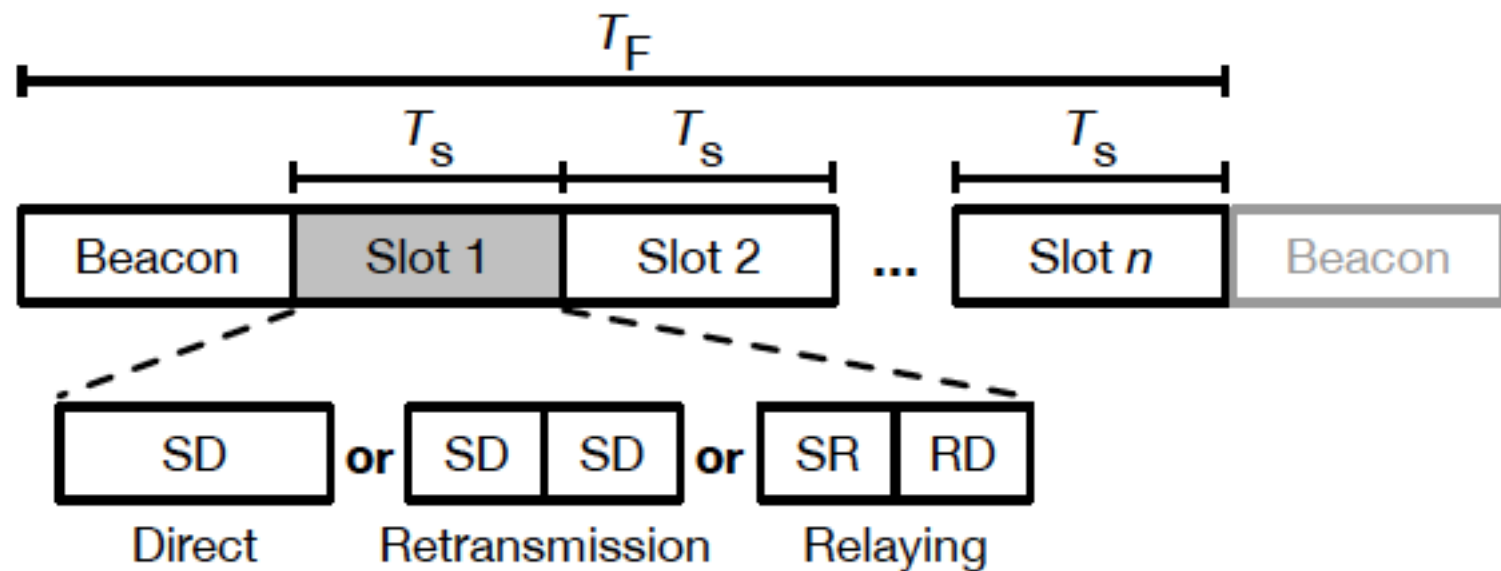 T_F
T_s T_s T_s
Beacon Slot 1 Slot 2 ... Slot n Beacon
SD or SD SD or SR RD
Direct Retransmission Relaying